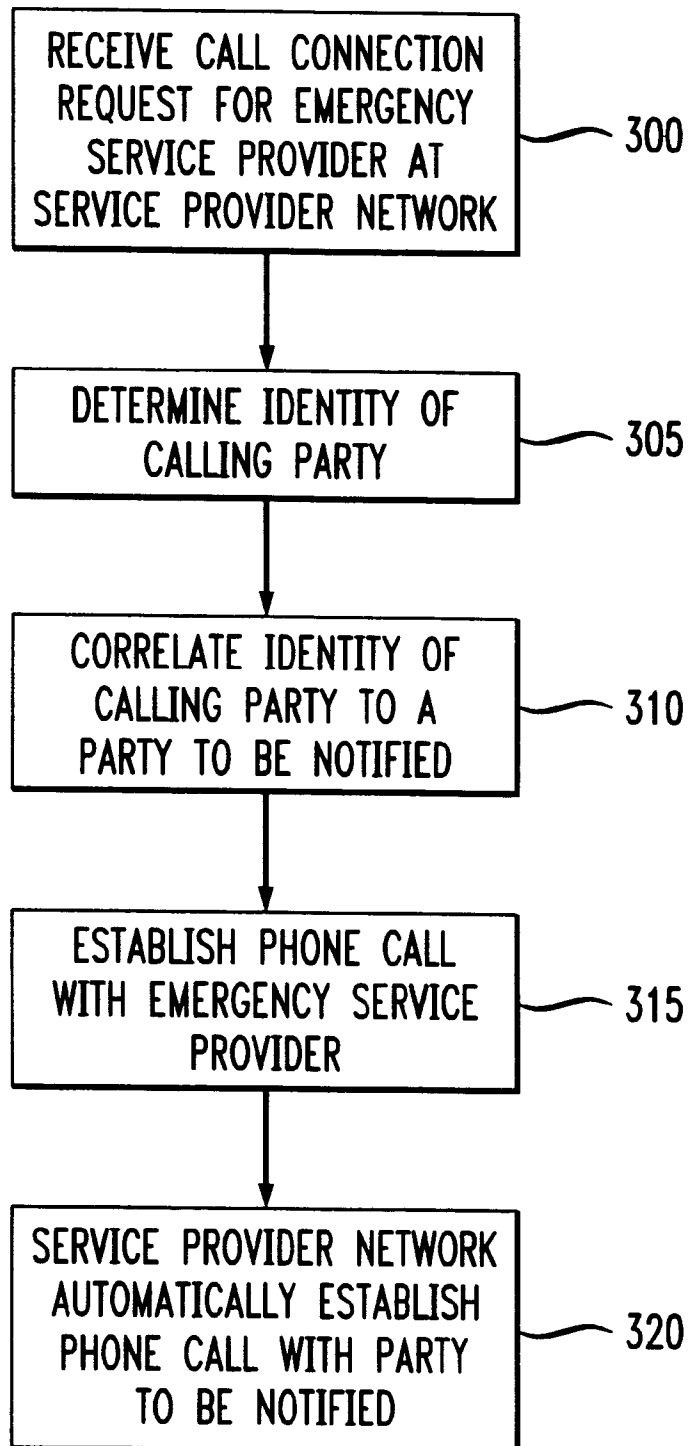 RECEIVE CALL CONNECTION
REQUEST FOR EMERGENCY
SERVICE PROVIDER AT
SERVICE PROVIDER NETWORK
300
DETERMINE IDENTITY OF
CALLING PARTY
305
CORRELATE IDENTITY OF
CALLING PARTY TO A
PARTY TO BE NOTIFIED
310
ESTABLISH PHONE CALL
WITH EMERGENCY SERVICE
PROVIDER
315
SERVICE PROVIDER NETWORK
AUTOMATICALLY ESTABLISH
PHONE CALL WITH PARTY
TO BE NOTIFIED
320